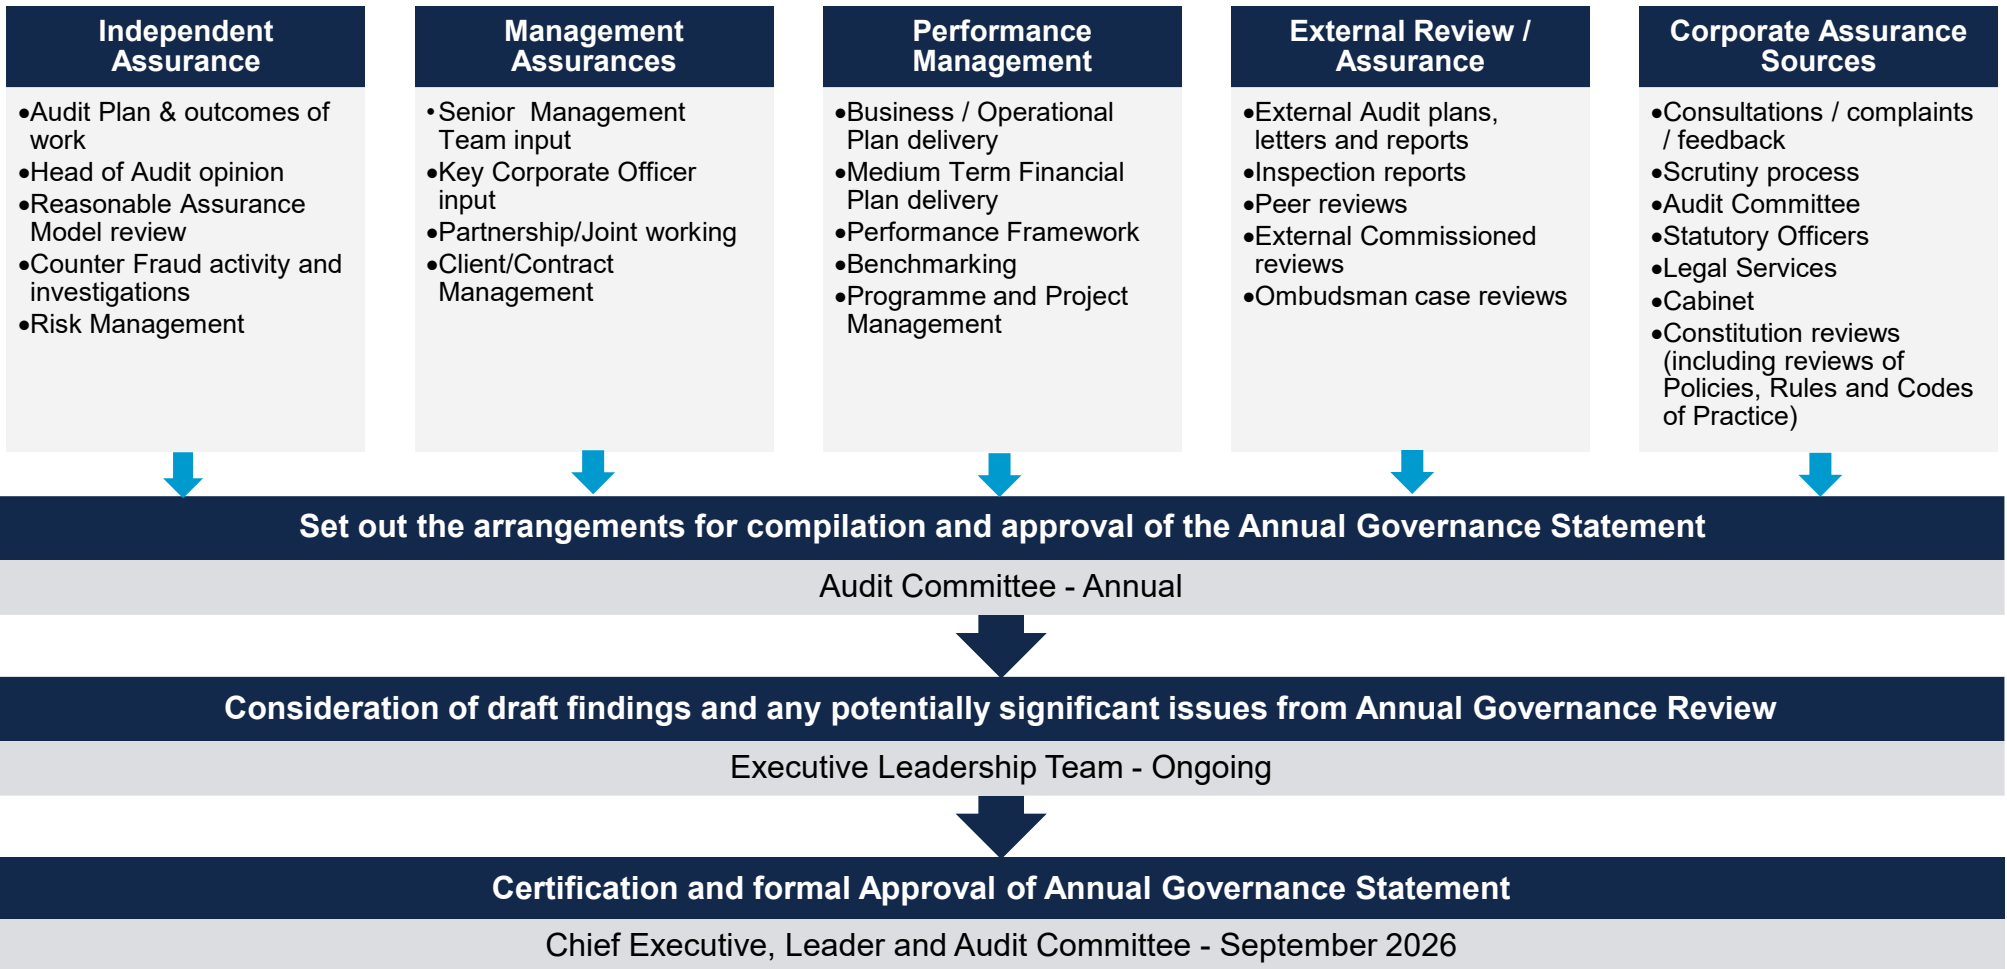 Independent
Assurance
•Audit Plan & outcomes of
work
•Head of Audit opinion
•Reasonable Assurance
Model review
•Counter Fraud activity and
investigations
•Risk Management
Management
Assurances
•Senior  Management
Team input
•Key Corporate Officer
input
•Partnership/Joint working
•Client/Contract
Management
Performance
Management
•Business / Operational
Plan delivery
•Medium Term Financial
Plan delivery
•Performance Framework
•Benchmarking
•Programme and Project
Management
External Review /
Assurance
•External Audit plans,
letters and reports
•Inspection reports
•Peer reviews
•External Commissioned
reviews
•Ombudsman case reviews
Corporate Assurance
Sources
•Consultations / complaints
/ feedback
•Scrutiny process
•Audit Committee
•Statutory Officers
•Legal Services
•Cabinet
•Constitution reviews
(including reviews of
Policies, Rules and Codes
of Practice)
Set out the arrangements for compilation and approval of the Annual Governance Statement
Audit Committee - Annual
Consideration of draft findings and any potentially significant issues from Annual Governance Review
Executive Leadership Team - Ongoing
Certification and formal Approval of Annual Governance Statement
Chief Executive, Leader and Audit Committee - September 2026